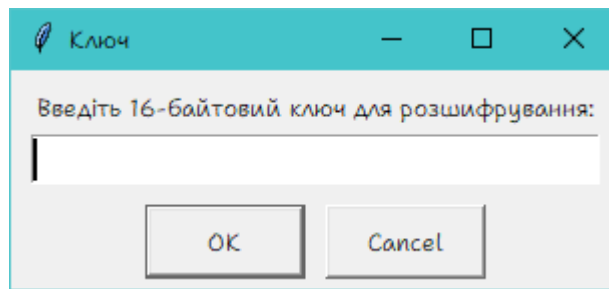 Ключ
Введіть 16-байтовий ключ для розшифрування:
OK
Cancel